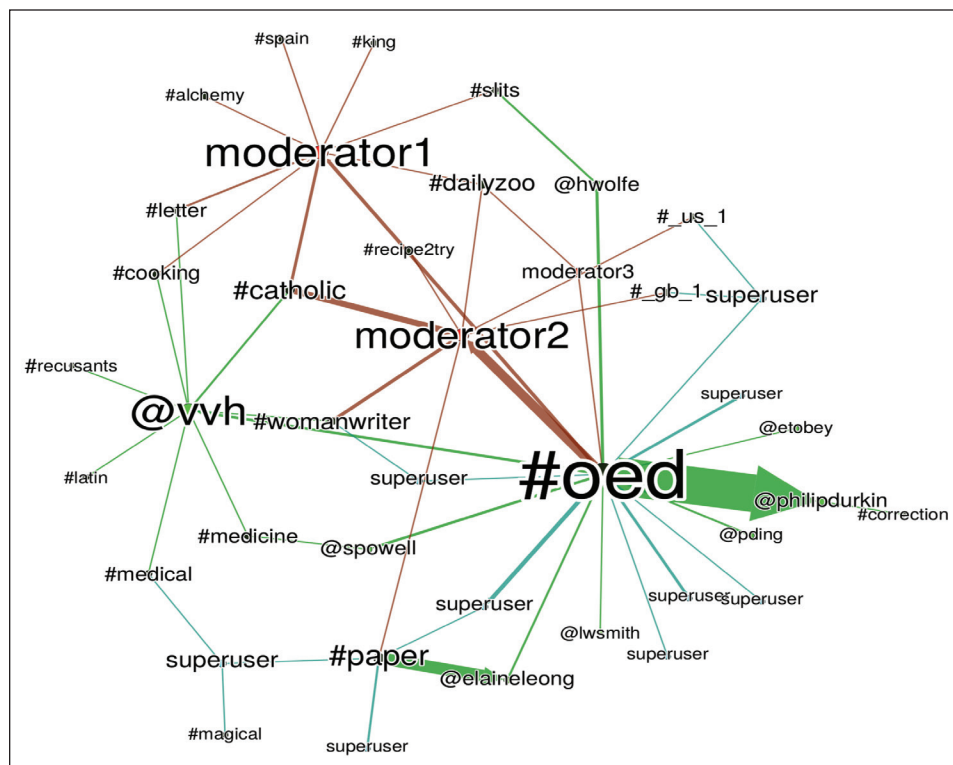 #spain
#king
#slits
#alchemy
moderator1
#dailyzoo
@hwolfe
#letter
#_us_1
#recipe2try
#cooking
moderator3
#catholic
#_gb_1
superuser
moderator2
#recusants
superuser
@vvh
#womanwriter
@etobey
#latin
superuser
#oed
@philipdurkin
#correction
#medicine
@spowell
@pding
#medical
superuser
superuser
superuser
@lwsmith
superuser
#paper
superuser
@elaineleong
#magical
superuser